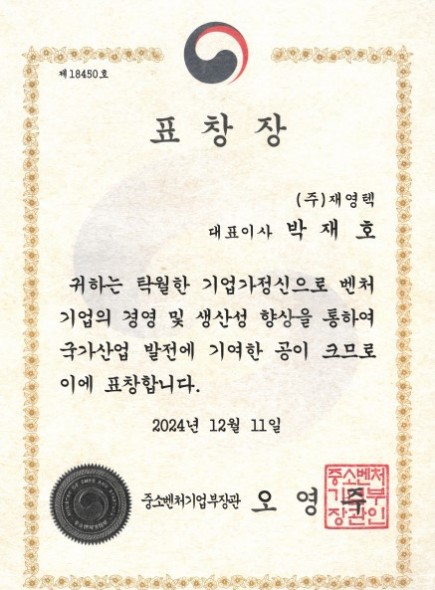 제18450호
표창장
(주)재영텍
대표이사 박재호
귀하는 탁월한 기업가정신으로 벤처
기업의 경영 및 생산성 향상을 통하여
국가산업 발전에 기여한 공이 크므로
이에 표창합니다.
2024년 12월 11일
중소벤처기업부장관 오영주
중소벤처
기업부
장관인